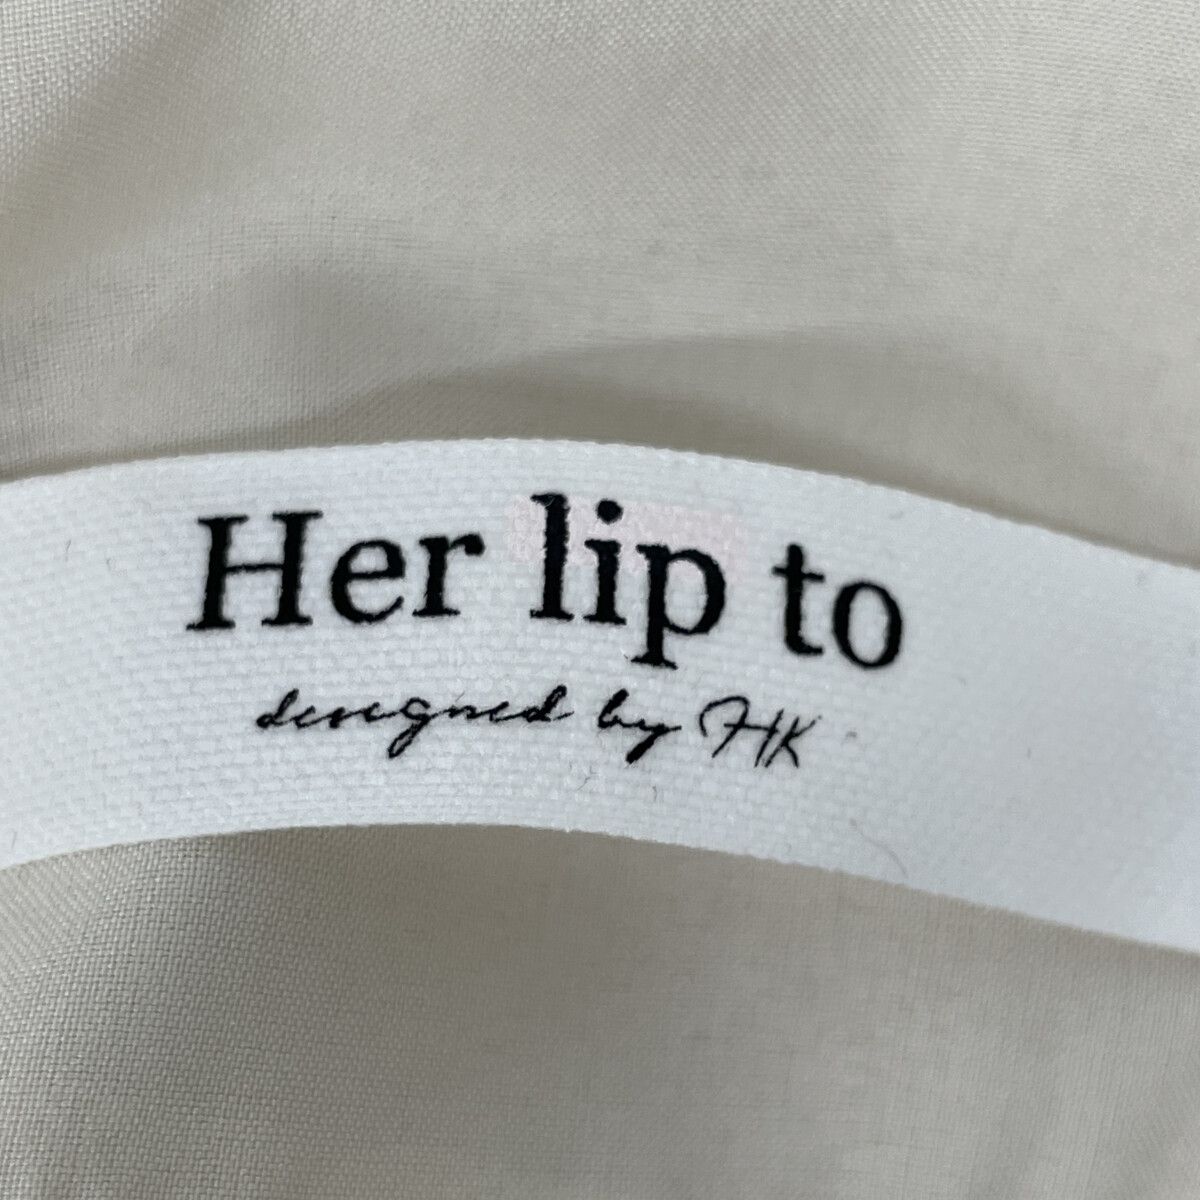 Her lip to
designed by HK